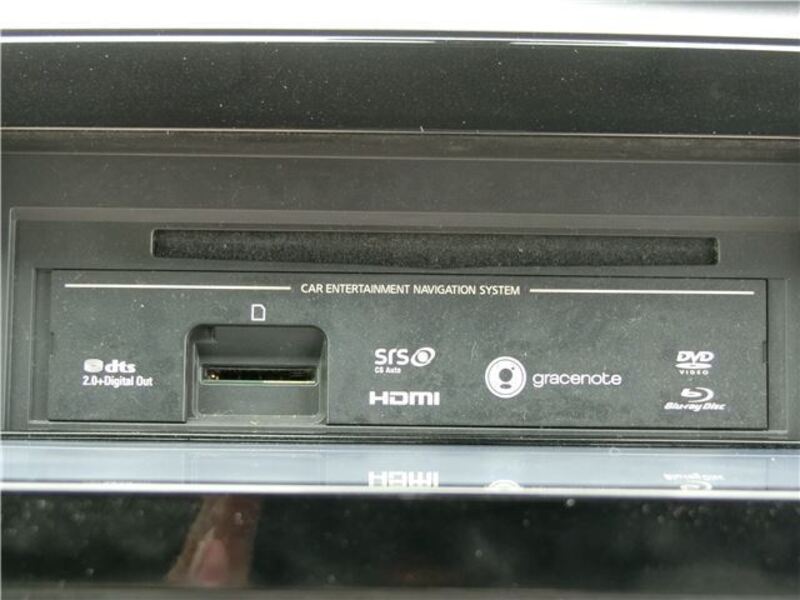 CAR ENTERTAINMENT NAVIGATION SYSTEM
dts
2.0+Digital Out
SRS
CS Auto
HDMI
gracenote
DVD
VIDEO
Blu-ray Disc